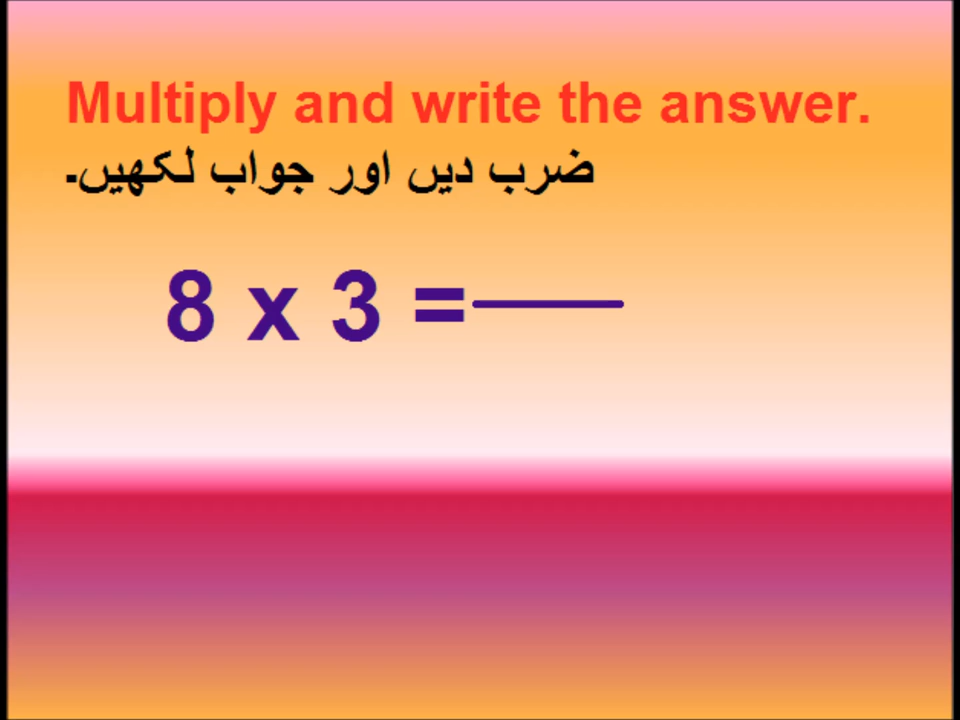 Multiply and write the answer.
ضرب دیں اور جواب لکھیں۔
8 x 3 =